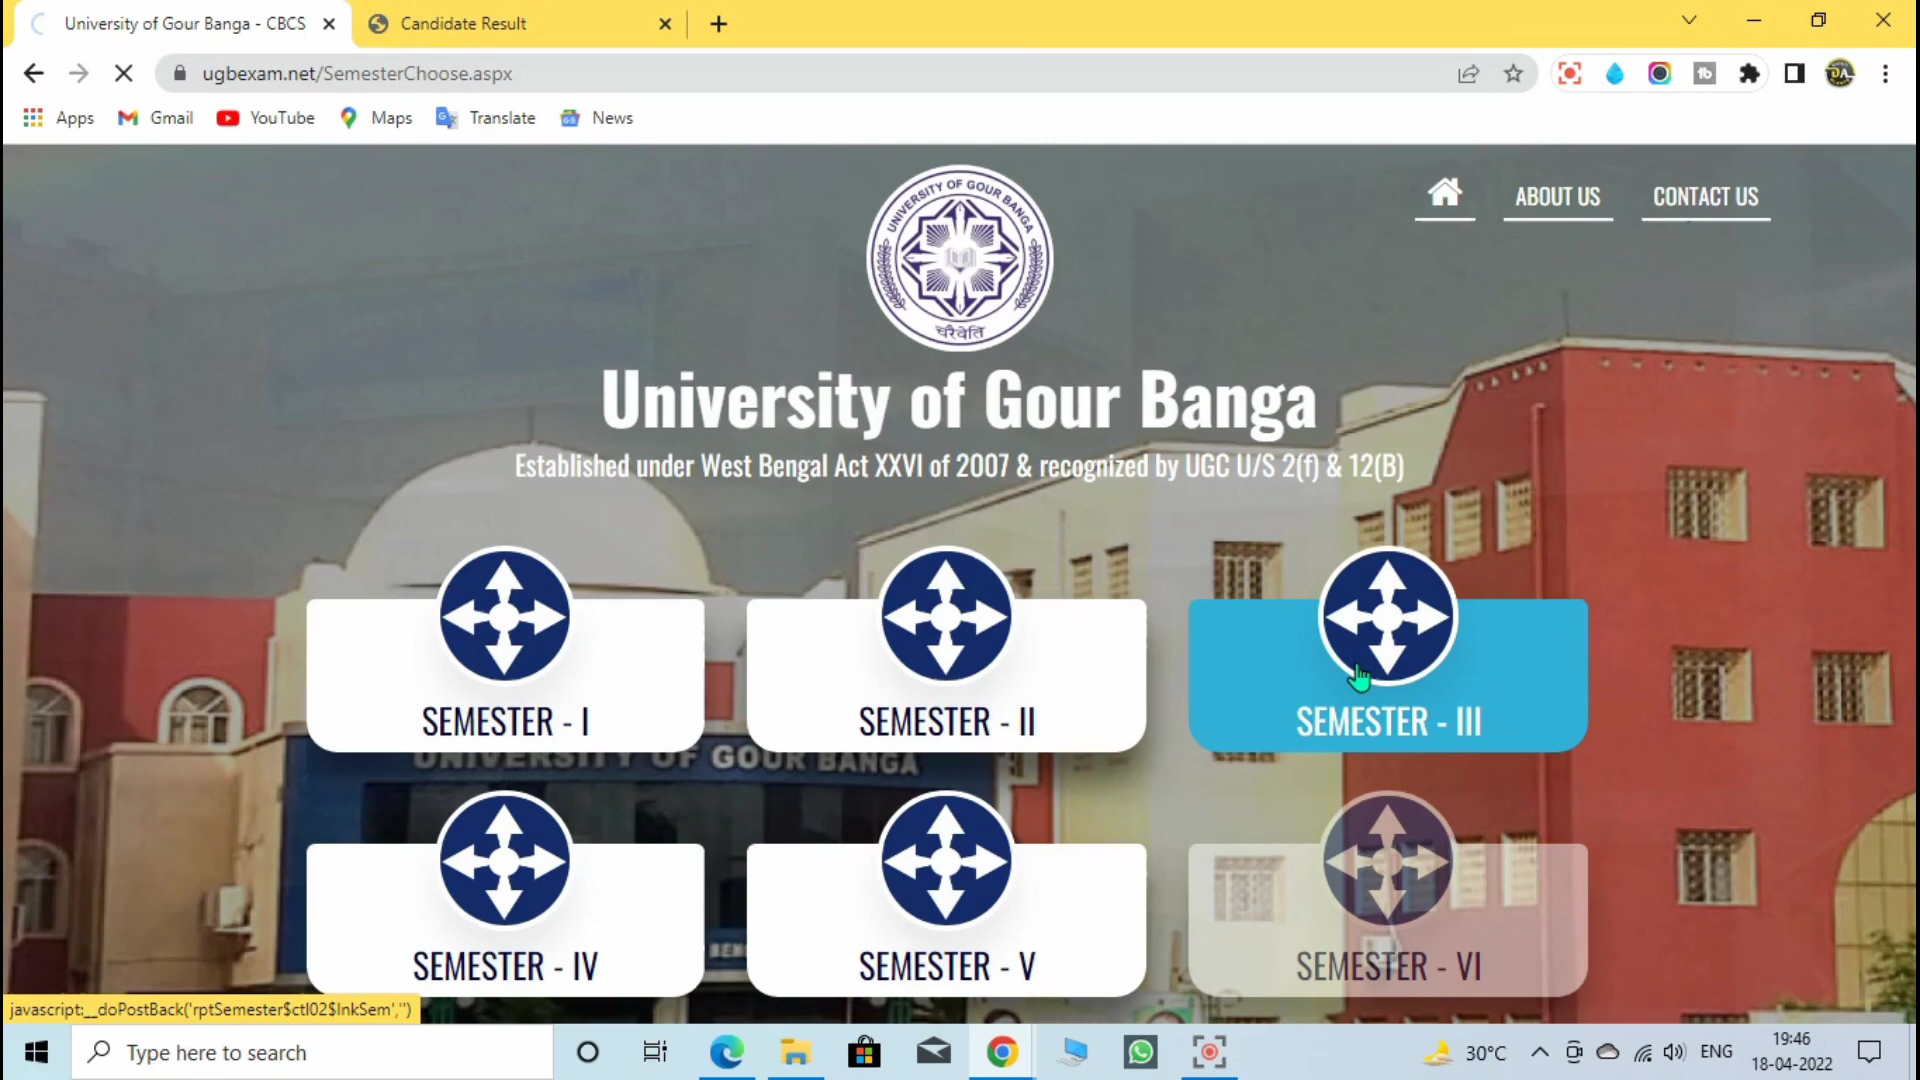 University of Gour Banga - CBCS
Candidate Result
ugbexam.net/SemesterChoose.aspx
Apps
Gmail
YouTube
Maps
Translate
News
ABOUT US
CONTACT US
UNIVERSITY OF GOUR BANGA
चरैवेति
University of Gour Banga
Established under West Bengal Act XXVI of 2007 & recognized by UGC U/S 2(f) & 12(B)
SEMESTER - I
SEMESTER - II
SEMESTER - III
UNIVERSITY OF GOUR BANGA
SEMESTER - IV
SEMESTER - V
SEMESTER - VI
javascript:__doPostBack('rptSemester$ctl02$lnkSem','')
Type here to search
30°C
ENG
19:46
18-04-2022